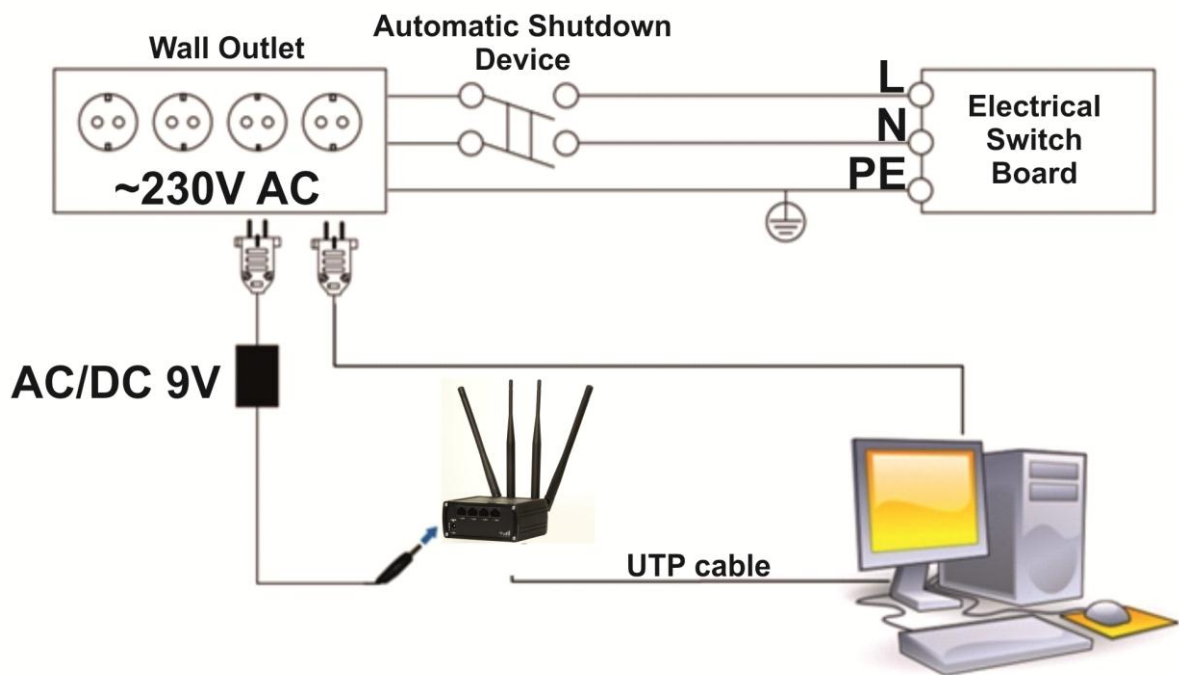 Wall Outlet
Automatic Shutdown
Device
L
N
PE
Electrical
Switch
Board
~230V AC
AC/DC 9V
UTP cable